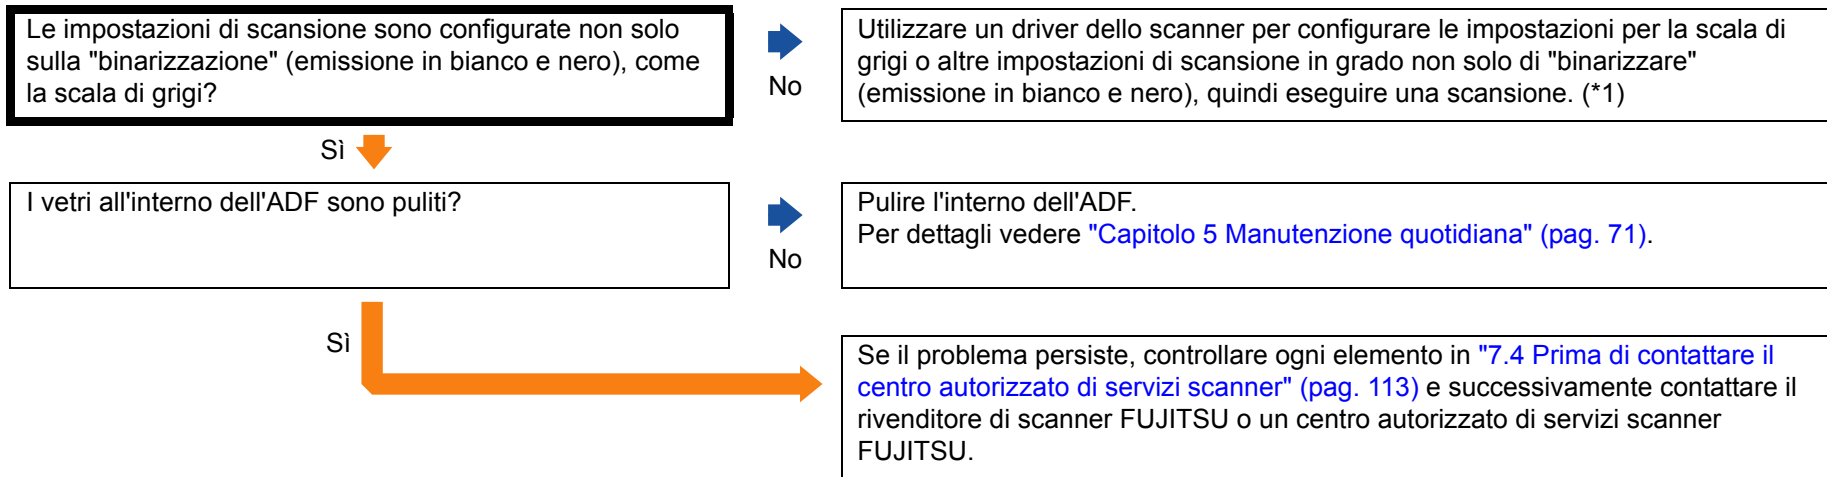 Le impostazioni di scansione sono configurate non solo
sulla "binarizzazione" (emissione in bianco e nero), come
la scala di grigi?
No
Utilizzare un driver dello scanner per configurare le impostazioni per la scala di
grigi o altre impostazioni di scansione in grado non solo di "binarizzare"
(emissione in bianco e nero), quindi eseguire una scansione. (*1)
Sì
I vetri all'interno dell'ADF sono puliti?
No
Pulire l'interno dell'ADF.
Per dettagli vedere "Capitolo 5 Manutenzione quotidiana" (pag. 71).
Sì
Se il problema persiste, controllare ogni elemento in "7.4 Prima di contattare il
centro autorizzato di servizi scanner" (pag. 113) e successivamente contattare il
rivenditore di scanner FUJITSU o un centro autorizzato di servizi scanner
FUJITSU.